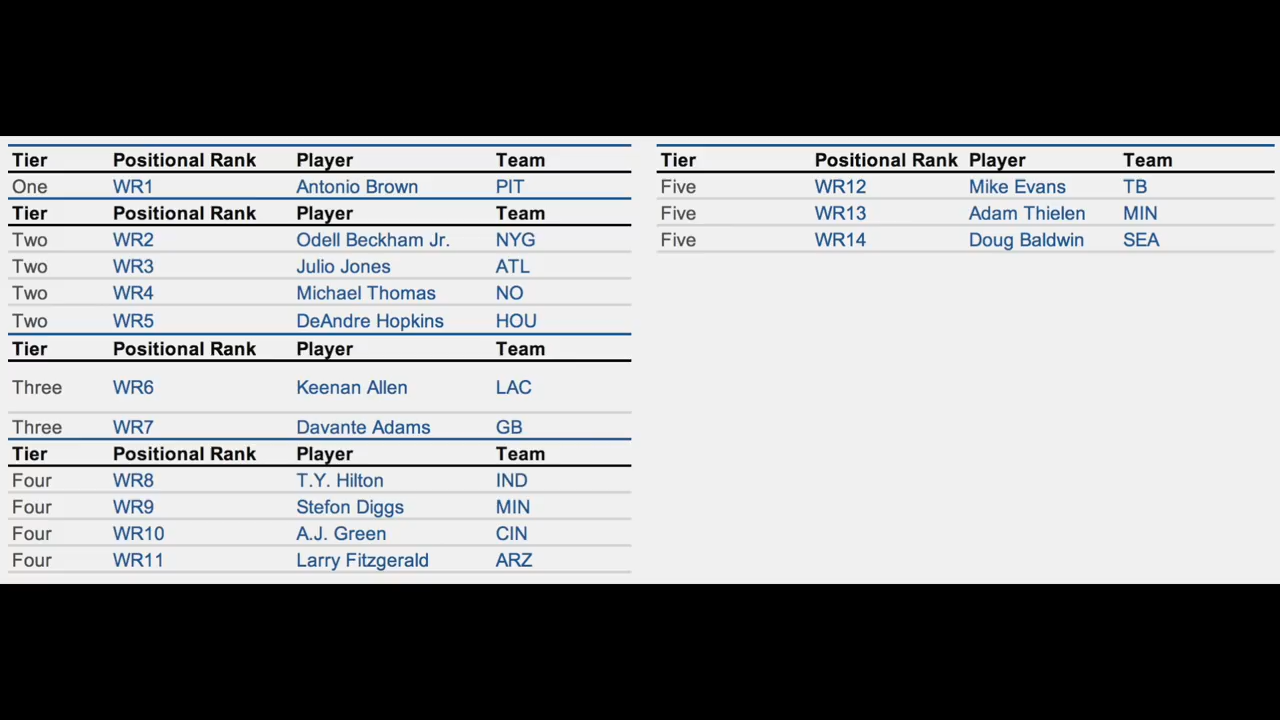 Tier Positional Rank Player Team
One WR1 Antonio Brown PIT
Tier Positional Rank Player Team
Two WR2 Odell Beckham Jr. NYG
Two WR3 Julio Jones ATL
Two WR4 Michael Thomas NO
Two WR5 DeAndre Hopkins HOU
Tier Positional Rank Player Team
Three WR6 Keenan Allen LAC
Three WR7 Davante Adams GB
Tier Positional Rank Player Team
Four WR8 T.Y. Hilton IND
Four WR9 Stefon Diggs MIN
Four WR10 A.J. Green CIN
Four WR11 Larry Fitzgerald ARZ
Tier Positional Rank Player Team
Five WR12 Mike Evans TB
Five WR13 Adam Thielen MIN
Five WR14 Doug Baldwin SEA